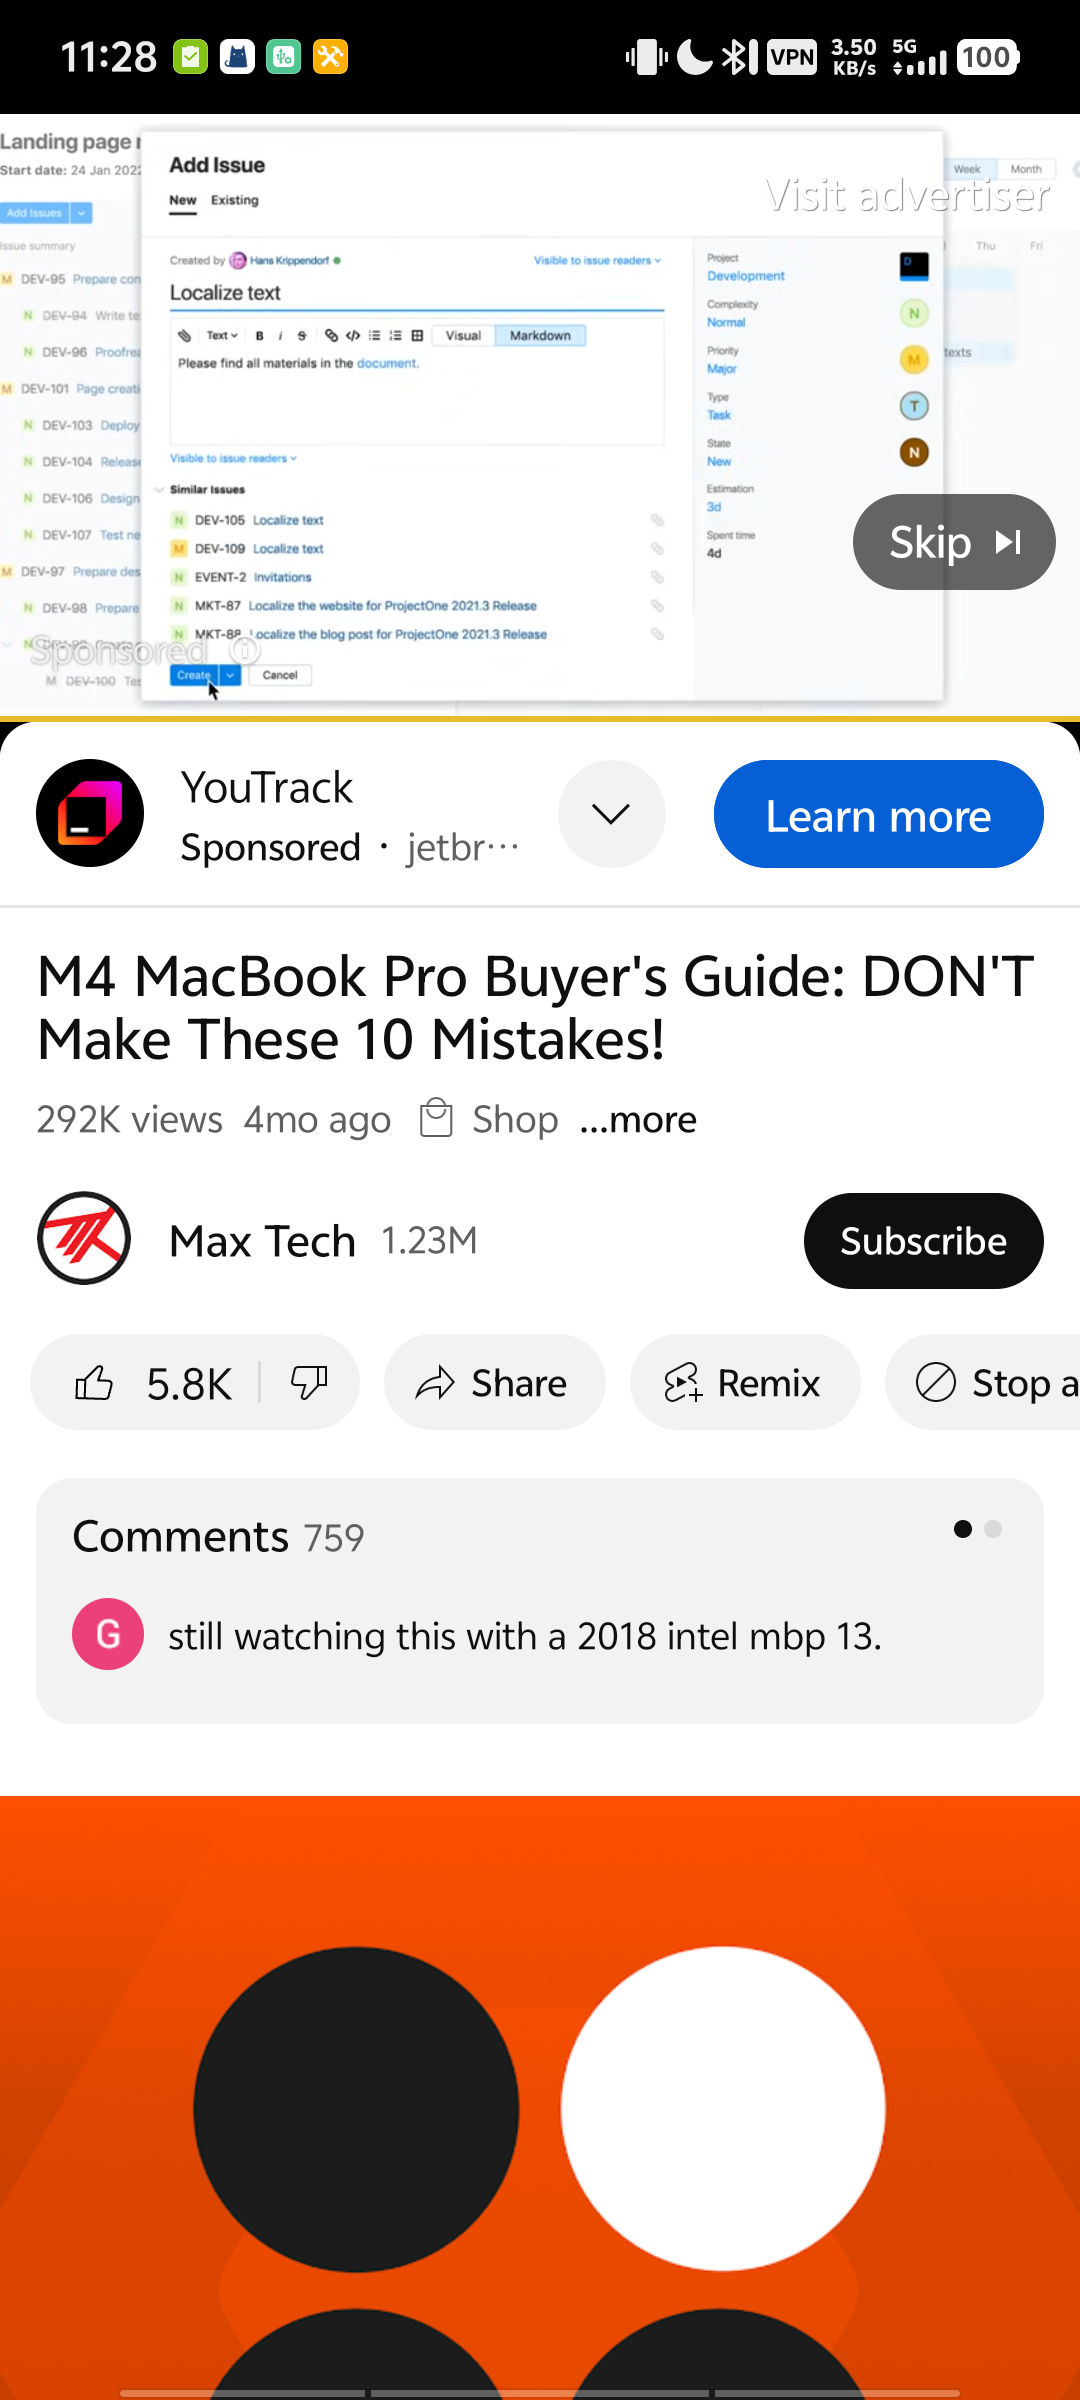 11:28
VPN
3.50 KB/s
5G
100
Landing page
Start date: 24 Jan 2022
Add Issues
Issue summary
M DEV-95 Prepare con
N DEV-94 Write te
N DEV-96 Proofrea
M DEV-101 Page creati
N DEV-103 Deploy
N DEV-104 Release
N DEV-106 Design
N DEV-107 Test ne
M DEV-97 Prepare des
N DEV-98 Prepare
M DEV-100 Tes
Add Issue
New Existing
Created by Hans Krippendorf
Visible to issue readers
Localize text
Text B i S Visual Markdown
Please find all materials in the document.
Visible to issue readers
Similar Issues
N DEV-105 Localize text
M DEV-109 Localize text
N EVENT-2 Invitations
N MKT-87 Localize the website for ProjectOne 2021.3 Release
N MKT-88 Localize the blog post for ProjectOne 2021.3 Release
Create Cancel
Project
Development
D
Complexity
Normal
N
Priority
Major
M
Type
Task
T
State
New
N
Estimation
3d
Spent time
4d
Week Month
Thu Fri
texts
Visit advertiser
Skip
Sponsored
YouTrack
Sponsored · jetbr...
Learn more
M4 MacBook Pro Buyer's Guide: DON'T
Make These 10 Mistakes!
292K views 4mo ago Shop ...more
Max Tech 1.23M
Subscribe
5.8K
Share
Remix
Stop a
Comments 759
G
still watching this with a 2018 intel mbp 13.